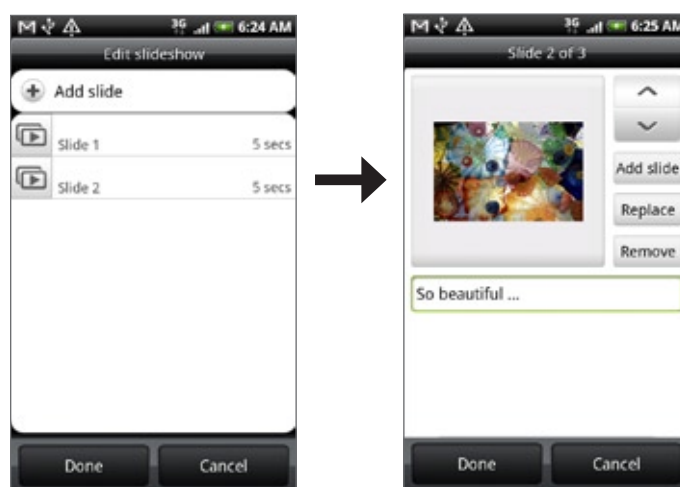 3G 6:24 AM
Edit slideshow
Add slide
Slide 1 5 secs
Slide 2 5 secs
Done Cancel
3G 6:25 AM
Slide 2 of 3
Add slide
Replace
Remove
So beautiful ...
Done Cancel